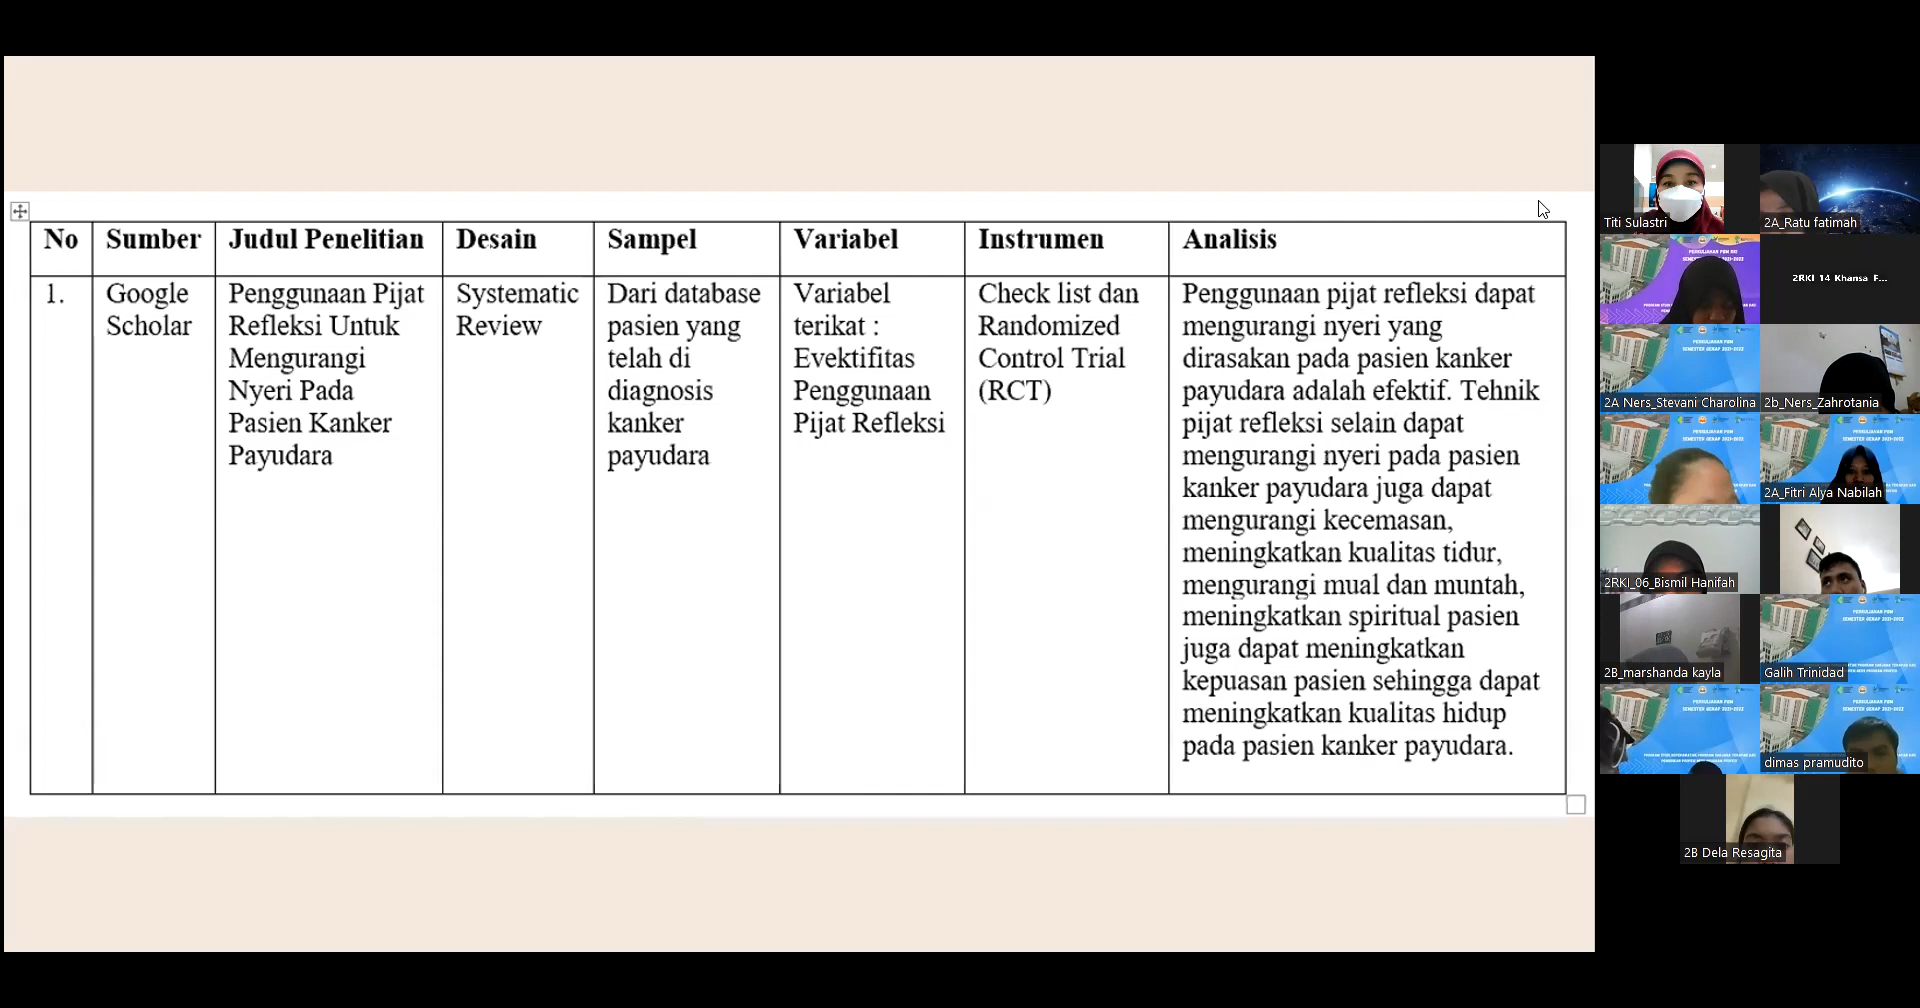 No
Sumber
Judul Penelitian
Desain
Sampel
Variabel
Instrumen
Analisis
1.
Google
Scholar
Penggunaan Pijat
Refleksi Untuk
Mengurangi
Nyeri Pada
Pasien Kanker
Payudara
Systematic
Review
Dari database
pasien yang
telah di
diagnosis
kanker
payudara
Variabel
terikat :
Evektifitas
Penggunaan
Pijat Refleksi
Check list dan
Randomized
Control Trial
(RCT)
Penggunaan pijat refleksi dapat
mengurangi nyeri yang
dirasakan pada pasien kanker
payudara adalah efektif. Tehnik
pijat refleksi selain dapat
mengurangi nyeri pada pasien
kanker payudara juga dapat
mengurangi kecemasan,
meningkatkan kualitas tidur,
mengurangi mual dan muntah,
meningkatkan spiritual pasien
juga dapat meningkatkan
kepuasan pasien sehingga dapat
meningkatkan kualitas hidup
pada pasien kanker payudara.
Titi Sulastri
2A_Ratu fatimah
2RKI 14 Khansa F...
2A Ners_Stevani Charolina
2b_Ners_Zahrotania
2A_Fitri Alya Nabilah
2RKI_06_Bismil Hanifah
2B_marshanda kayla
Galih Trinidad
dimas pramudito
2B Dela Resagita